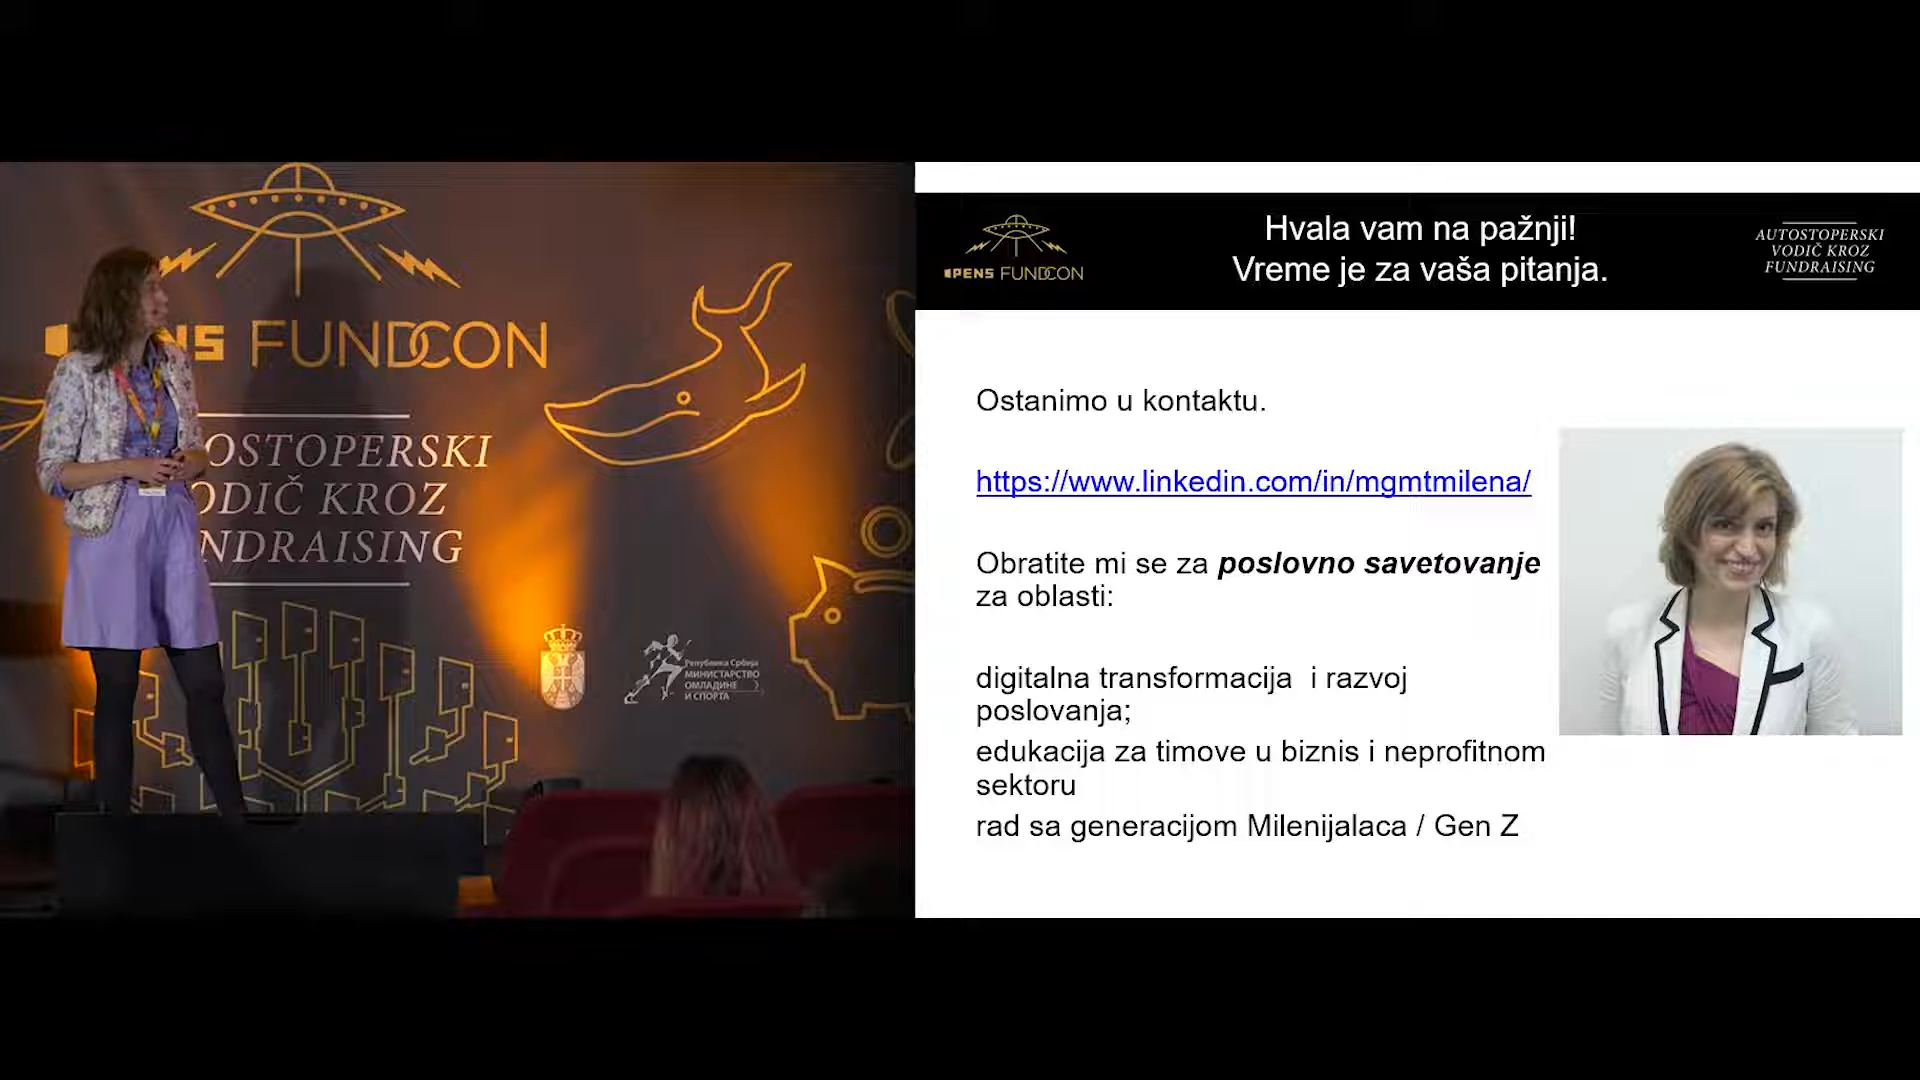 PENS FUNDCON
OSTOPERSKI
ODIČ KROZ
NDRAISING
Република Србија
МИНИСТАРСТВО
ОМЛАДИНЕ
И СПОРТА
OPENS FUNDCON
Hvala vam na pažnji!
Vreme je za vaša pitanja.
AUTOSTOPERSKI
VODIČ KROZ
FUNDRAISING
Ostanimo u kontaktu.
https://www.linkedin.com/in/mgmtmilena/
Obratite mi se za poslovno savetovanje
za oblasti:
digitalna transformacija i razvoj
poslovanja;
edukacija za timove u biznis i neprofitnom
sektoru
rad sa generacijom Milenijalaca / Gen Z